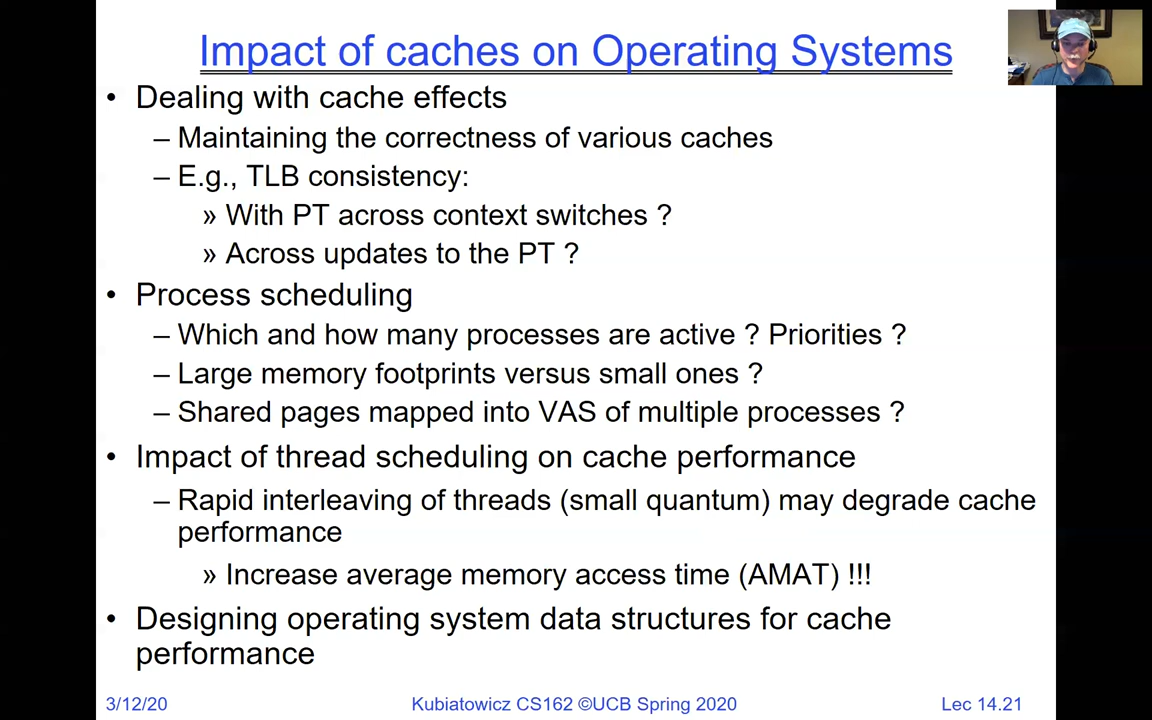 Impact of caches on Operating Systems
• Dealing with cache effects
– Maintaining the correctness of various caches
– E.g., TLB consistency:
» With PT across context switches ?
» Across updates to the PT ?
• Process scheduling
– Which and how many processes are active ? Priorities ?
– Large memory footprints versus small ones ?
– Shared pages mapped into VAS of multiple processes ?
• Impact of thread scheduling on cache performance
– Rapid interleaving of threads (small quantum) may degrade cache
performance
» Increase average memory access time (AMAT) !!!
• Designing operating system data structures for cache
performance
3/12/20 Kubiatowicz CS162 ©UCB Spring 2020 Lec 14.21